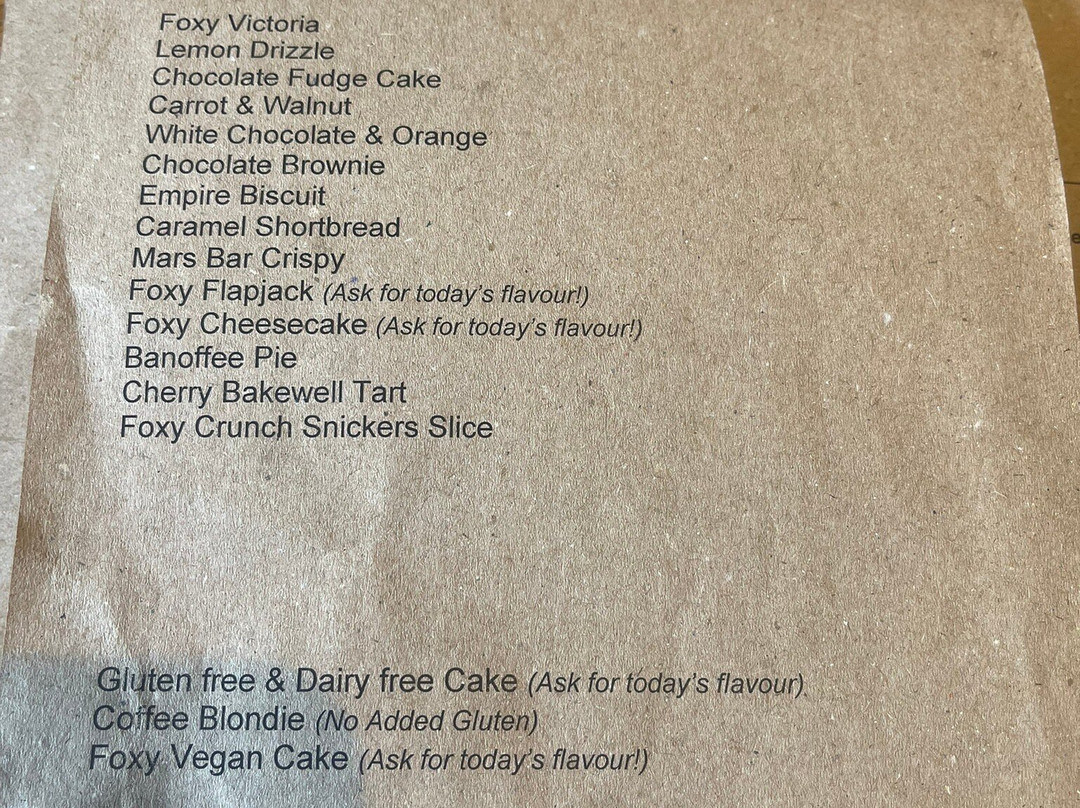 Foxy Victoria
Lemon Drizzle
Chocolate Fudge Cake
Carrot & Walnut
White Chocolate & Orange
Chocolate Brownie
Empire Biscuit
Caramel Shortbread
Mars Bar Crispy
Foxy Flapjack (Ask for today's flavour!)
Foxy Cheesecake (Ask for today's flavour!)
Banoffee Pie
Cherry Bakewell Tart
Foxy Crunch Snickers Slice
Gluten free & Dairy free Cake (Ask for today's flavour)
Coffee Blondie (No Added Gluten)
Foxy Vegan Cake (Ask for today's flavour!)